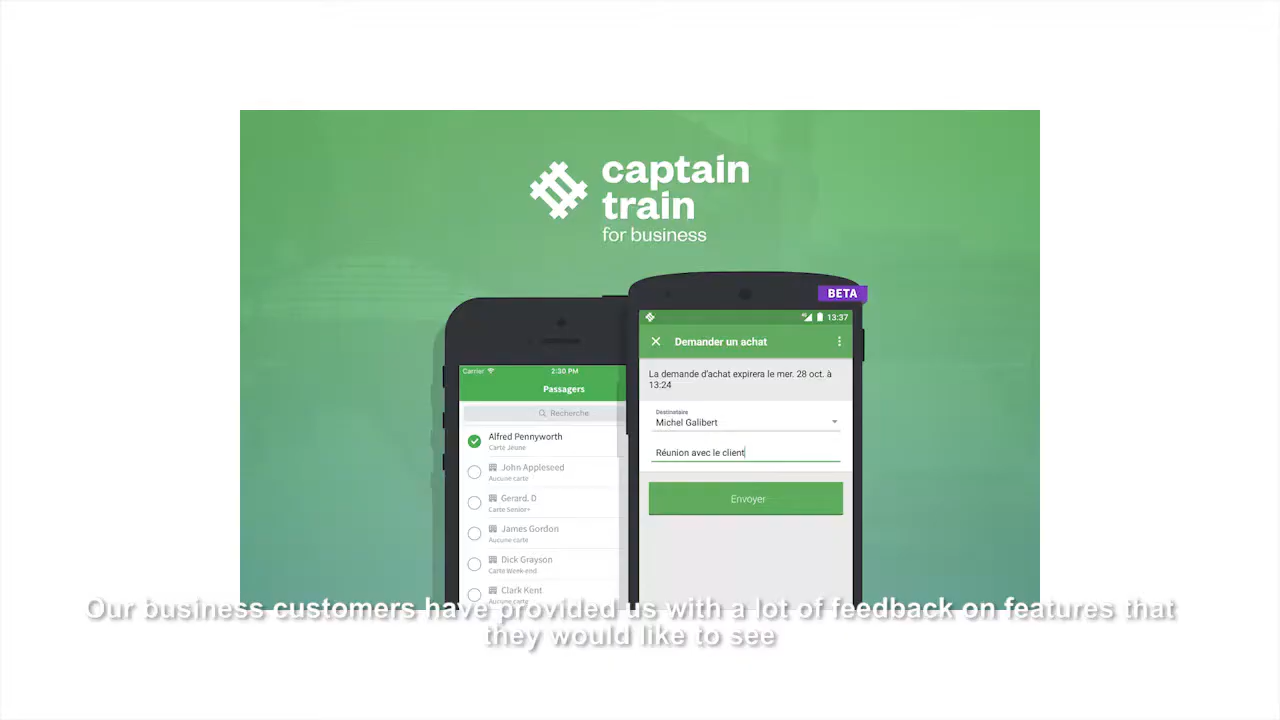 captain
train
for business
BETA
13:37
Demander un achat
La demande d'achat expirera le mer. 28 oct. à
13:24
Destinataire
Michel Galibert
Réunion avec le client
Envoyer
Carrier
2:30 PM
Passagers
Recherche
Alfred Pennyworth
Carte Jeune
John Appleseed
Aucune carte
Gerard. D
Carte Senior+
James Gordon
Aucune carte
Dick Grayson
Carte Week-end
Clark Kent
Aucune carte
Our business customers have provided us with a lot of feedback on features that
they would like to see